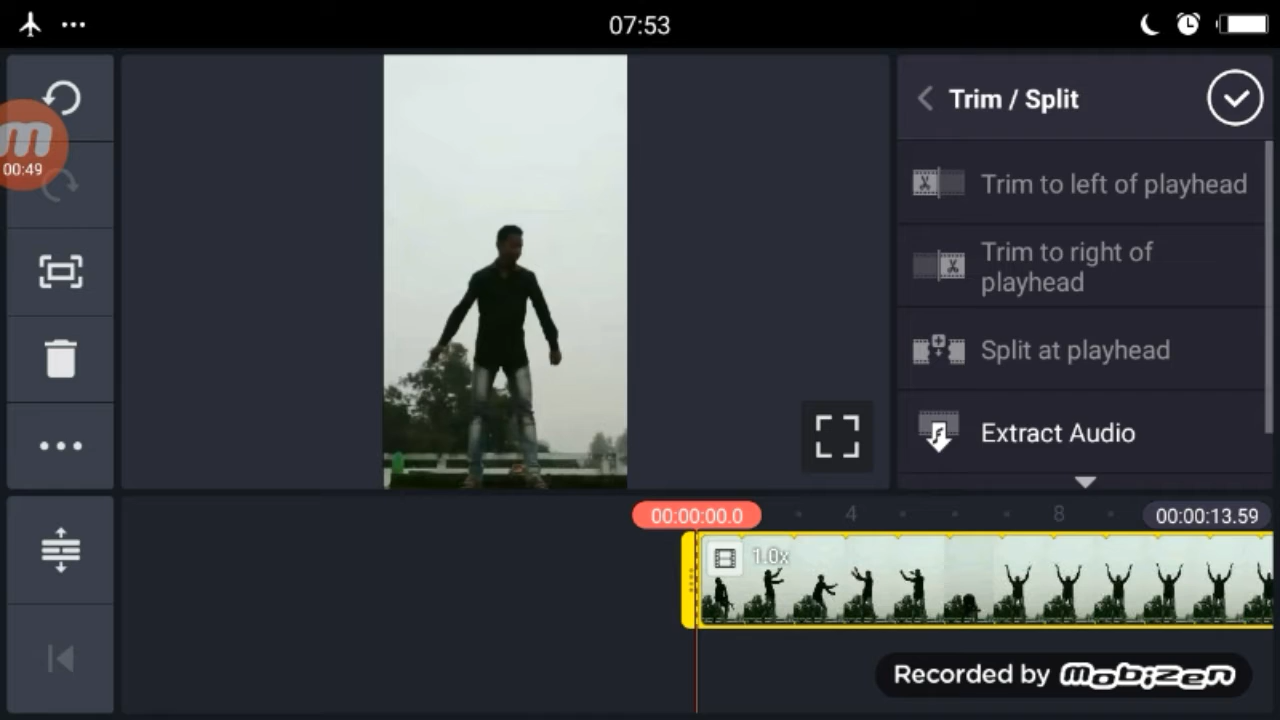 07:53
00:49
Trim / Split
Trim to left of playhead
Trim to right of
playhead
Split at playhead
Extract Audio
00:00:00.0
4
8
00:00:13.59
1.0x
Recorded by mobizen